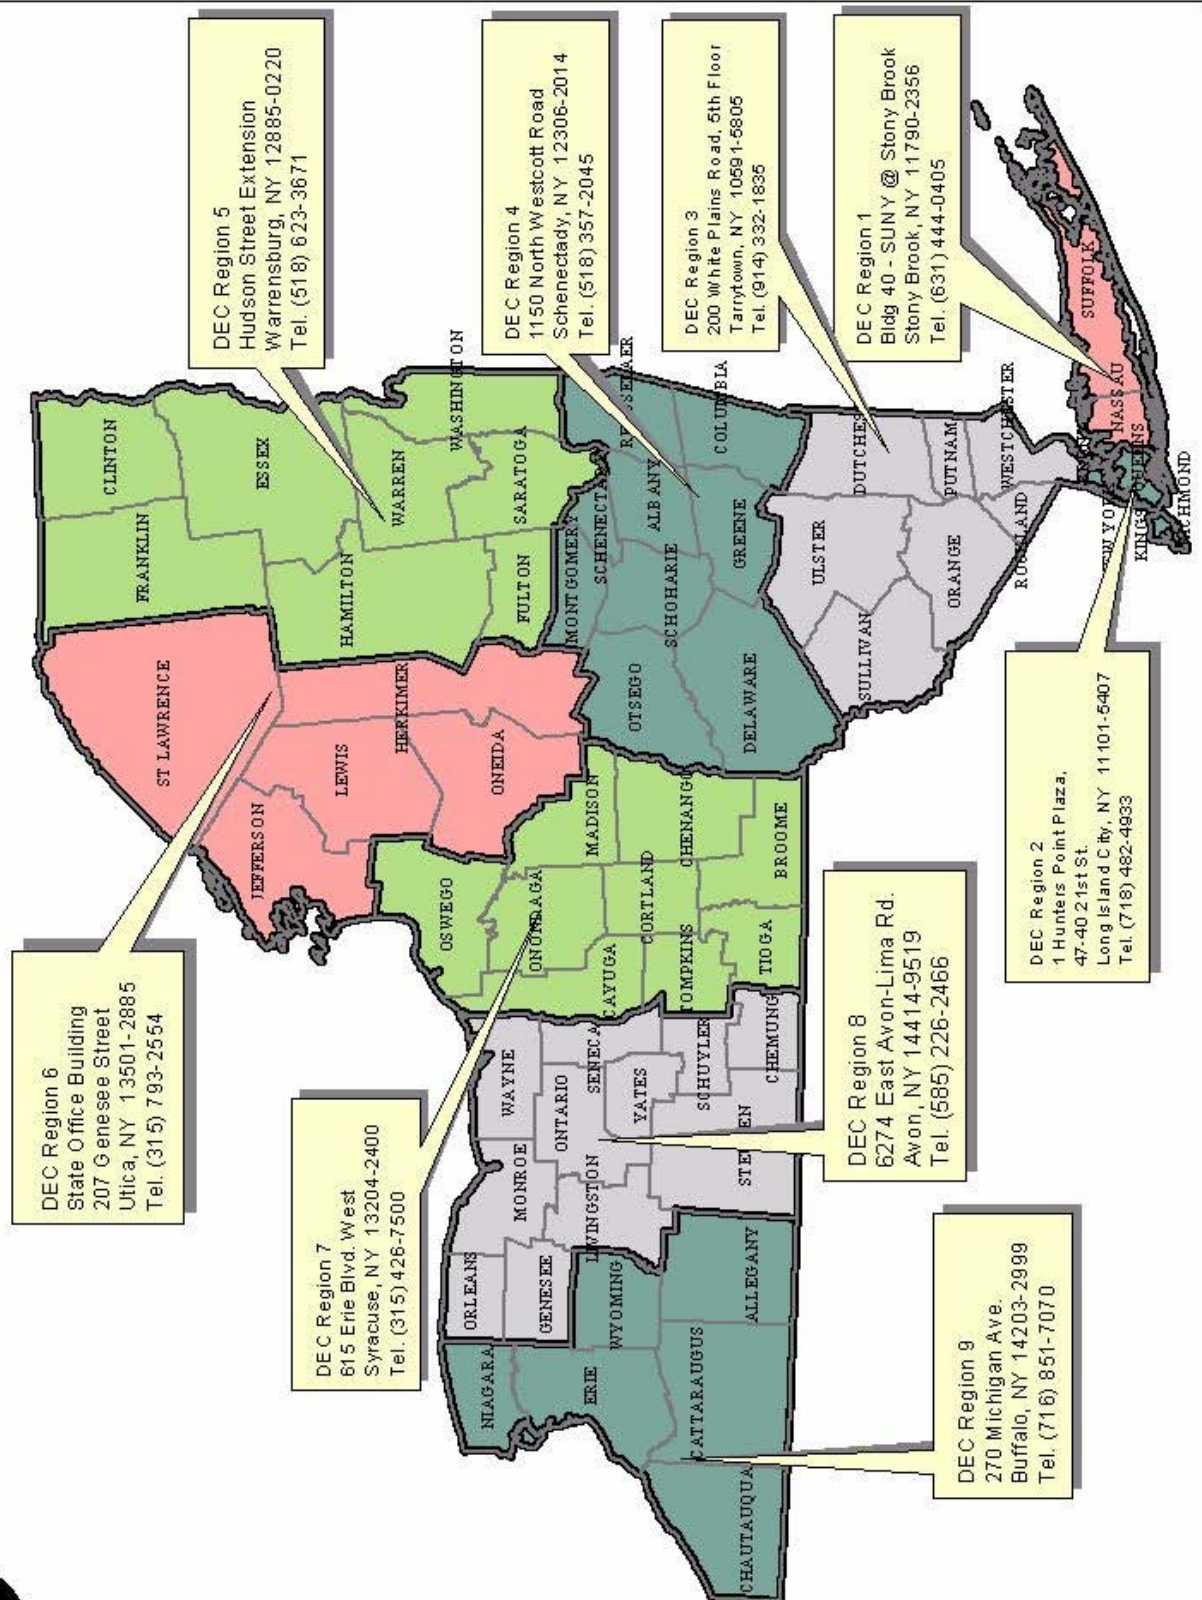 DEC Region 6
State Office Building
207 Genesee Street
Utica, NY 13501-2885
Tel. (315) 793-2554
DEC Region 5
Hudson Street Extension
Warrensburg, NY 12885-0220
Tel. (518) 623-3671
DEC Region 7
615 Erie Blvd. West
Syracuse, NY 13204-2400
Tel. (315) 426-7500
DEC Region 4
1150 North Westcott Road
Schenectady, NY 12306-2014
Tel. (518) 357-2045
DEC Region 3
200 White Plains Road, 5th Floor
Tarrytown, NY 10591-5805
Tel. (914) 332-1835
DEC Region 1
Bldg 40 - SUNY @ Stony Brook
Stony Brook, NY 11790-2356
Tel. (631) 444-0405
DEC Region 8
6274 East Avon-Lima Rd.
Avon, NY 14414-9519
Tel. (585) 226-2466
DEC Region 9
270 Michigan Ave.
Buffalo, NY 14203-2999
Tel. (716) 851-7070
DEC Region 2
1 Hunters Point Plaza,
47-40 21st St.
Long Island City, NY 11101-5407
Tel. (718) 482-4933
CLINTON
FRANKLIN
ST LAWRENCE
ESSEX
JEFFERSON
LEWIS
HAMILTON
HERKIMER
WARREN
WASHINGTON
OSWEGO
ONEIDA
FULTON
SARATOGA
NIAGARA
ORLEANS
MONROE
WAYNE
ONONDAGA
MADISON
MONTGOMERY
GENESEE
ONTARIO
SENECA
CAYUGA
ERIE
WYOMING
LIVINGSTON
YATES
CORTLAND
CHENANGO
OTSEGO
SCHOHARIE
ALBANY
CHAUTAUQUA
CATTARAUGUS
ALLEGANY
SCHUYLER
CHEMUNG
TOMPKINS
TIOGA
BROOME
DELAWARE
GREENE
COLUMBIA
ULSTER
SULLIVAN
ORANGE
PUTNAM
WESTCHESTER
NASSAU
SUFFOLK